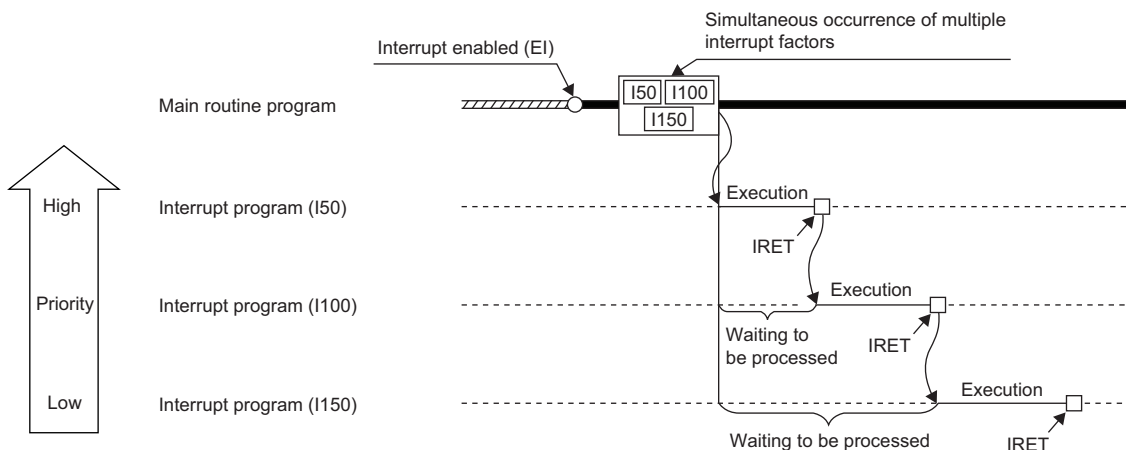 Simultaneous occurrence of multiple
interrupt factors
Interrupt enabled (EI)
I50 I100
I150
Main routine program
High
Interrupt program (I50)
Execution
IRET
Priority
Interrupt program (I100)
Execution
Waiting to
be processed
IRET
Low
Interrupt program (I150)
Execution
Waiting to be processed
IRET